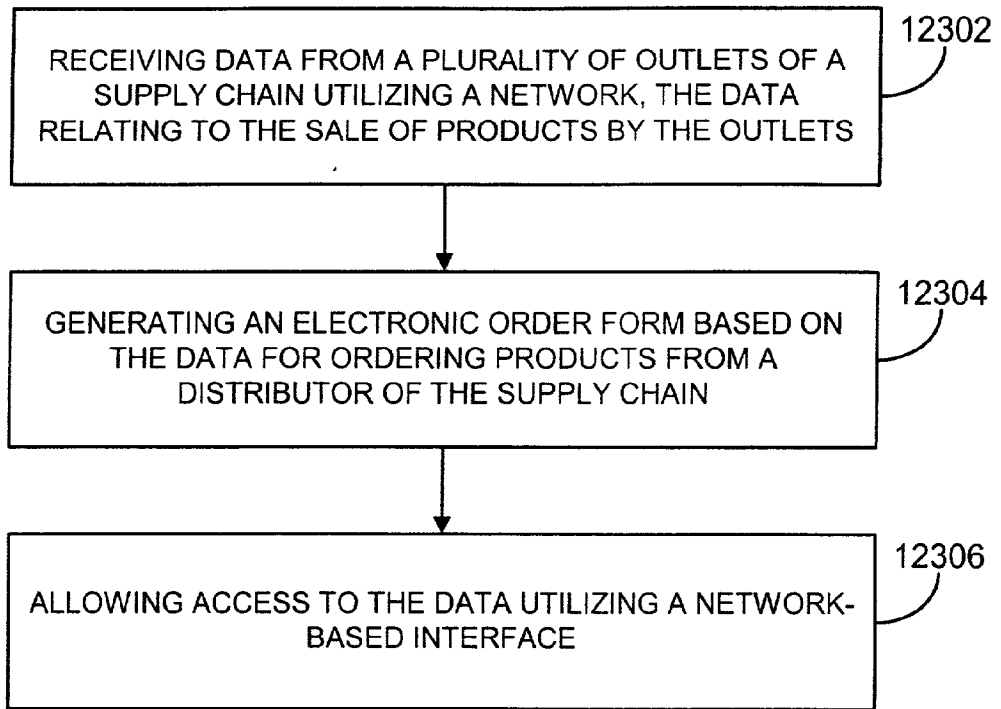 12302
RECEIVING DATA FROM A PLURALITY OF OUTLETS OF A
SUPPLY CHAIN UTILIZING A NETWORK, THE DATA
RELATING TO THE SALE OF PRODUCTS BY THE OUTLETS
12304
GENERATING AN ELECTRONIC ORDER FORM BASED ON
THE DATA FOR ORDERING PRODUCTS FROM A
DISTRIBUTOR OF THE SUPPLY CHAIN
12306
ALLOWING ACCESS TO THE DATA UTILIZING A NETWORK-
BASED INTERFACE